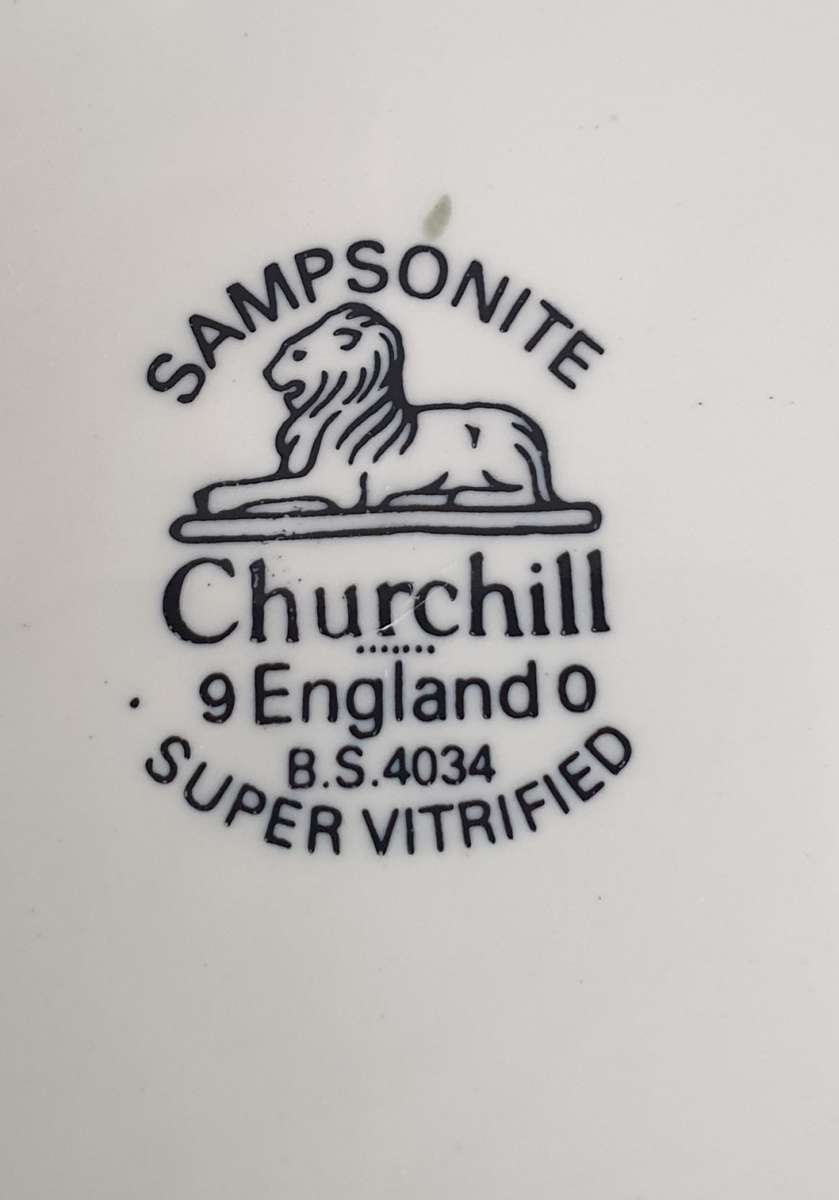 SAMPSONITE
Churchill
9 England 0
B.S.4034
SUPER VITRIFIED